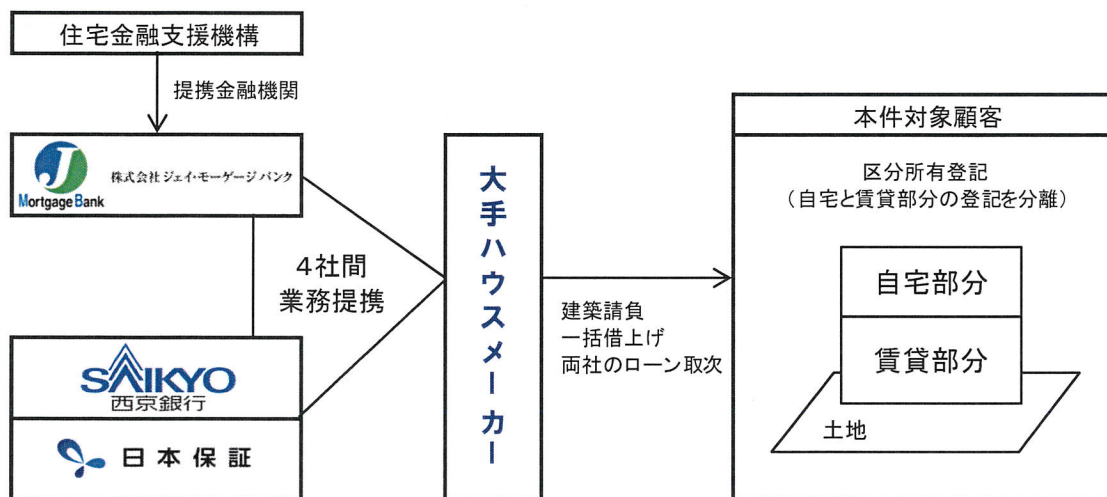 住宅金融支援機構
提携金融機関
J
Mortgage Bank
株式会社 ジェイ・モーゲージ バンク
4社間
業務提携
SAIKYO
西京銀行
日本保証
大手ハウスメーカー
建築請負
一括借上げ
両社のローン取次
本件対象顧客
区分所有登記
（自宅と賃貸部分の登記を分離）
自宅部分
賃貸部分
土地